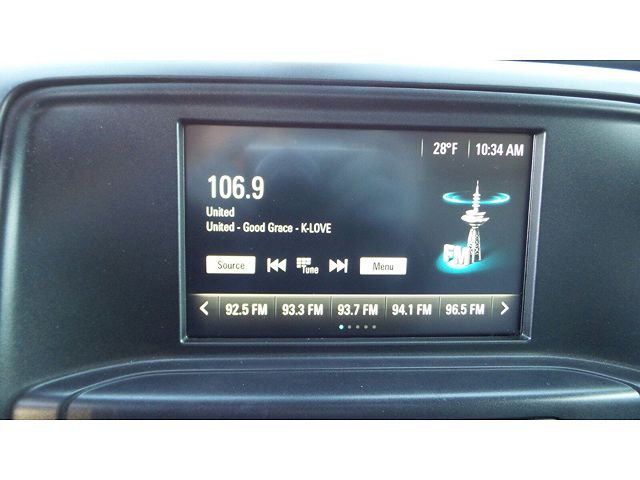 28°F 10:34 AM
106.9
United
United - Good Grace - K-LOVE
FM
Source Tune Menu
92.5 FM 93.3 FM 93.7 FM 94.1 FM 96.5 FM